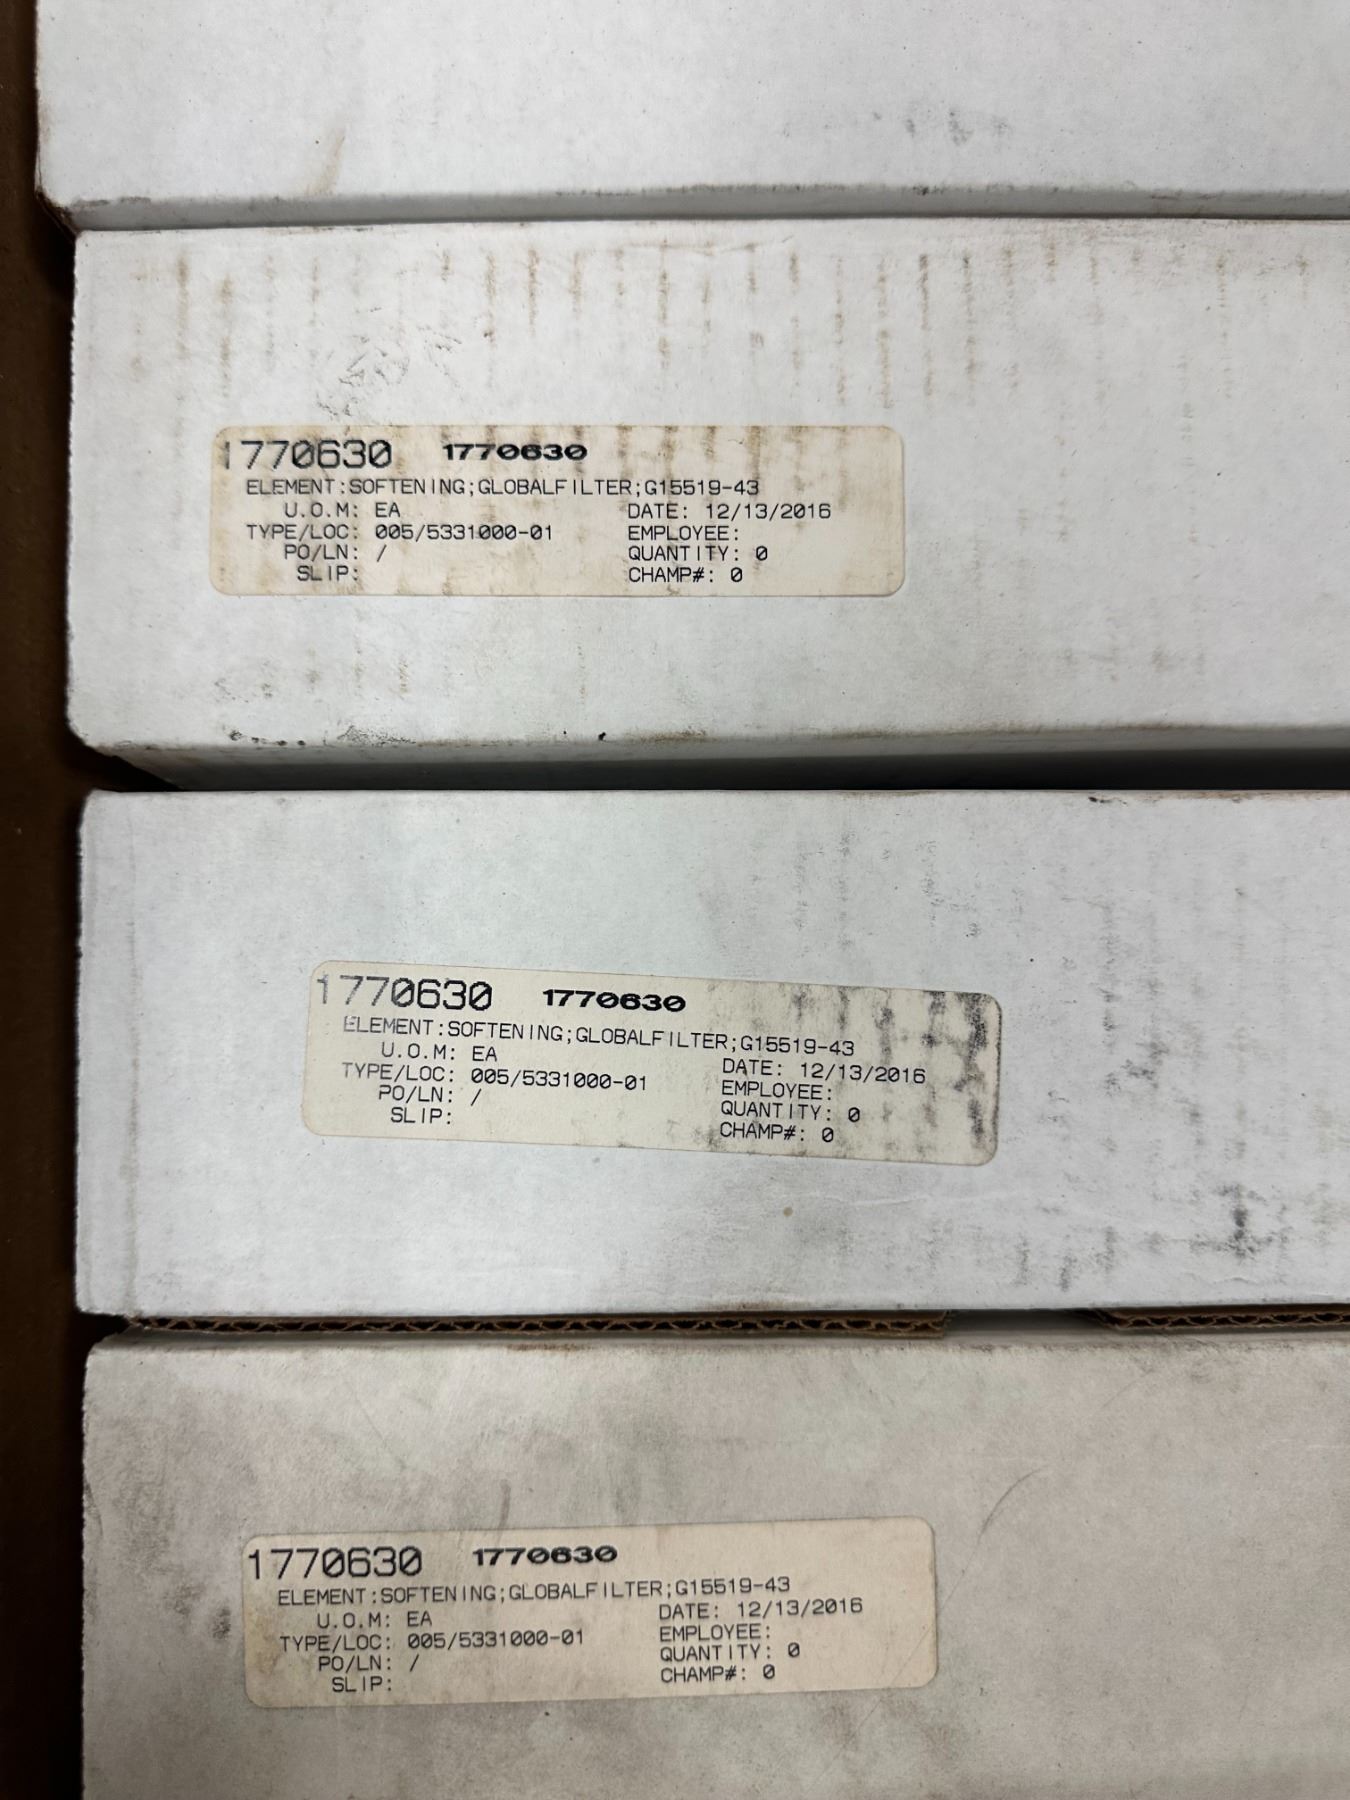 1770630 1770630
ELEMENT:SOFTENING;GLOBALFILTER;G15519-43
U.O.M: EA DATE: 12/13/2016
TYPE/LOC: 005/5331000-01 EMPLOYEE:
PO/LN: / QUANTITY: 0
SLIP: CHAMP#: 0
1770630 1770630
ELEMENT:SOFTENING;GLOBALFILTER;G15519-43
U.O.M: EA DATE: 12/13/2016
TYPE/LOC: 005/5331000-01 EMPLOYEE:
PO/LN: / QUANTITY: 0
SLIP: CHAMP#: 0
1770630 1770630
ELEMENT:SOFTENING;GLOBALFILTER;G15519-43
U.O.M: EA DATE: 12/13/2016
TYPE/LOC: 005/5331000-01 EMPLOYEE:
PO/LN: / QUANTITY: 0
SLIP: CHAMP#: 0